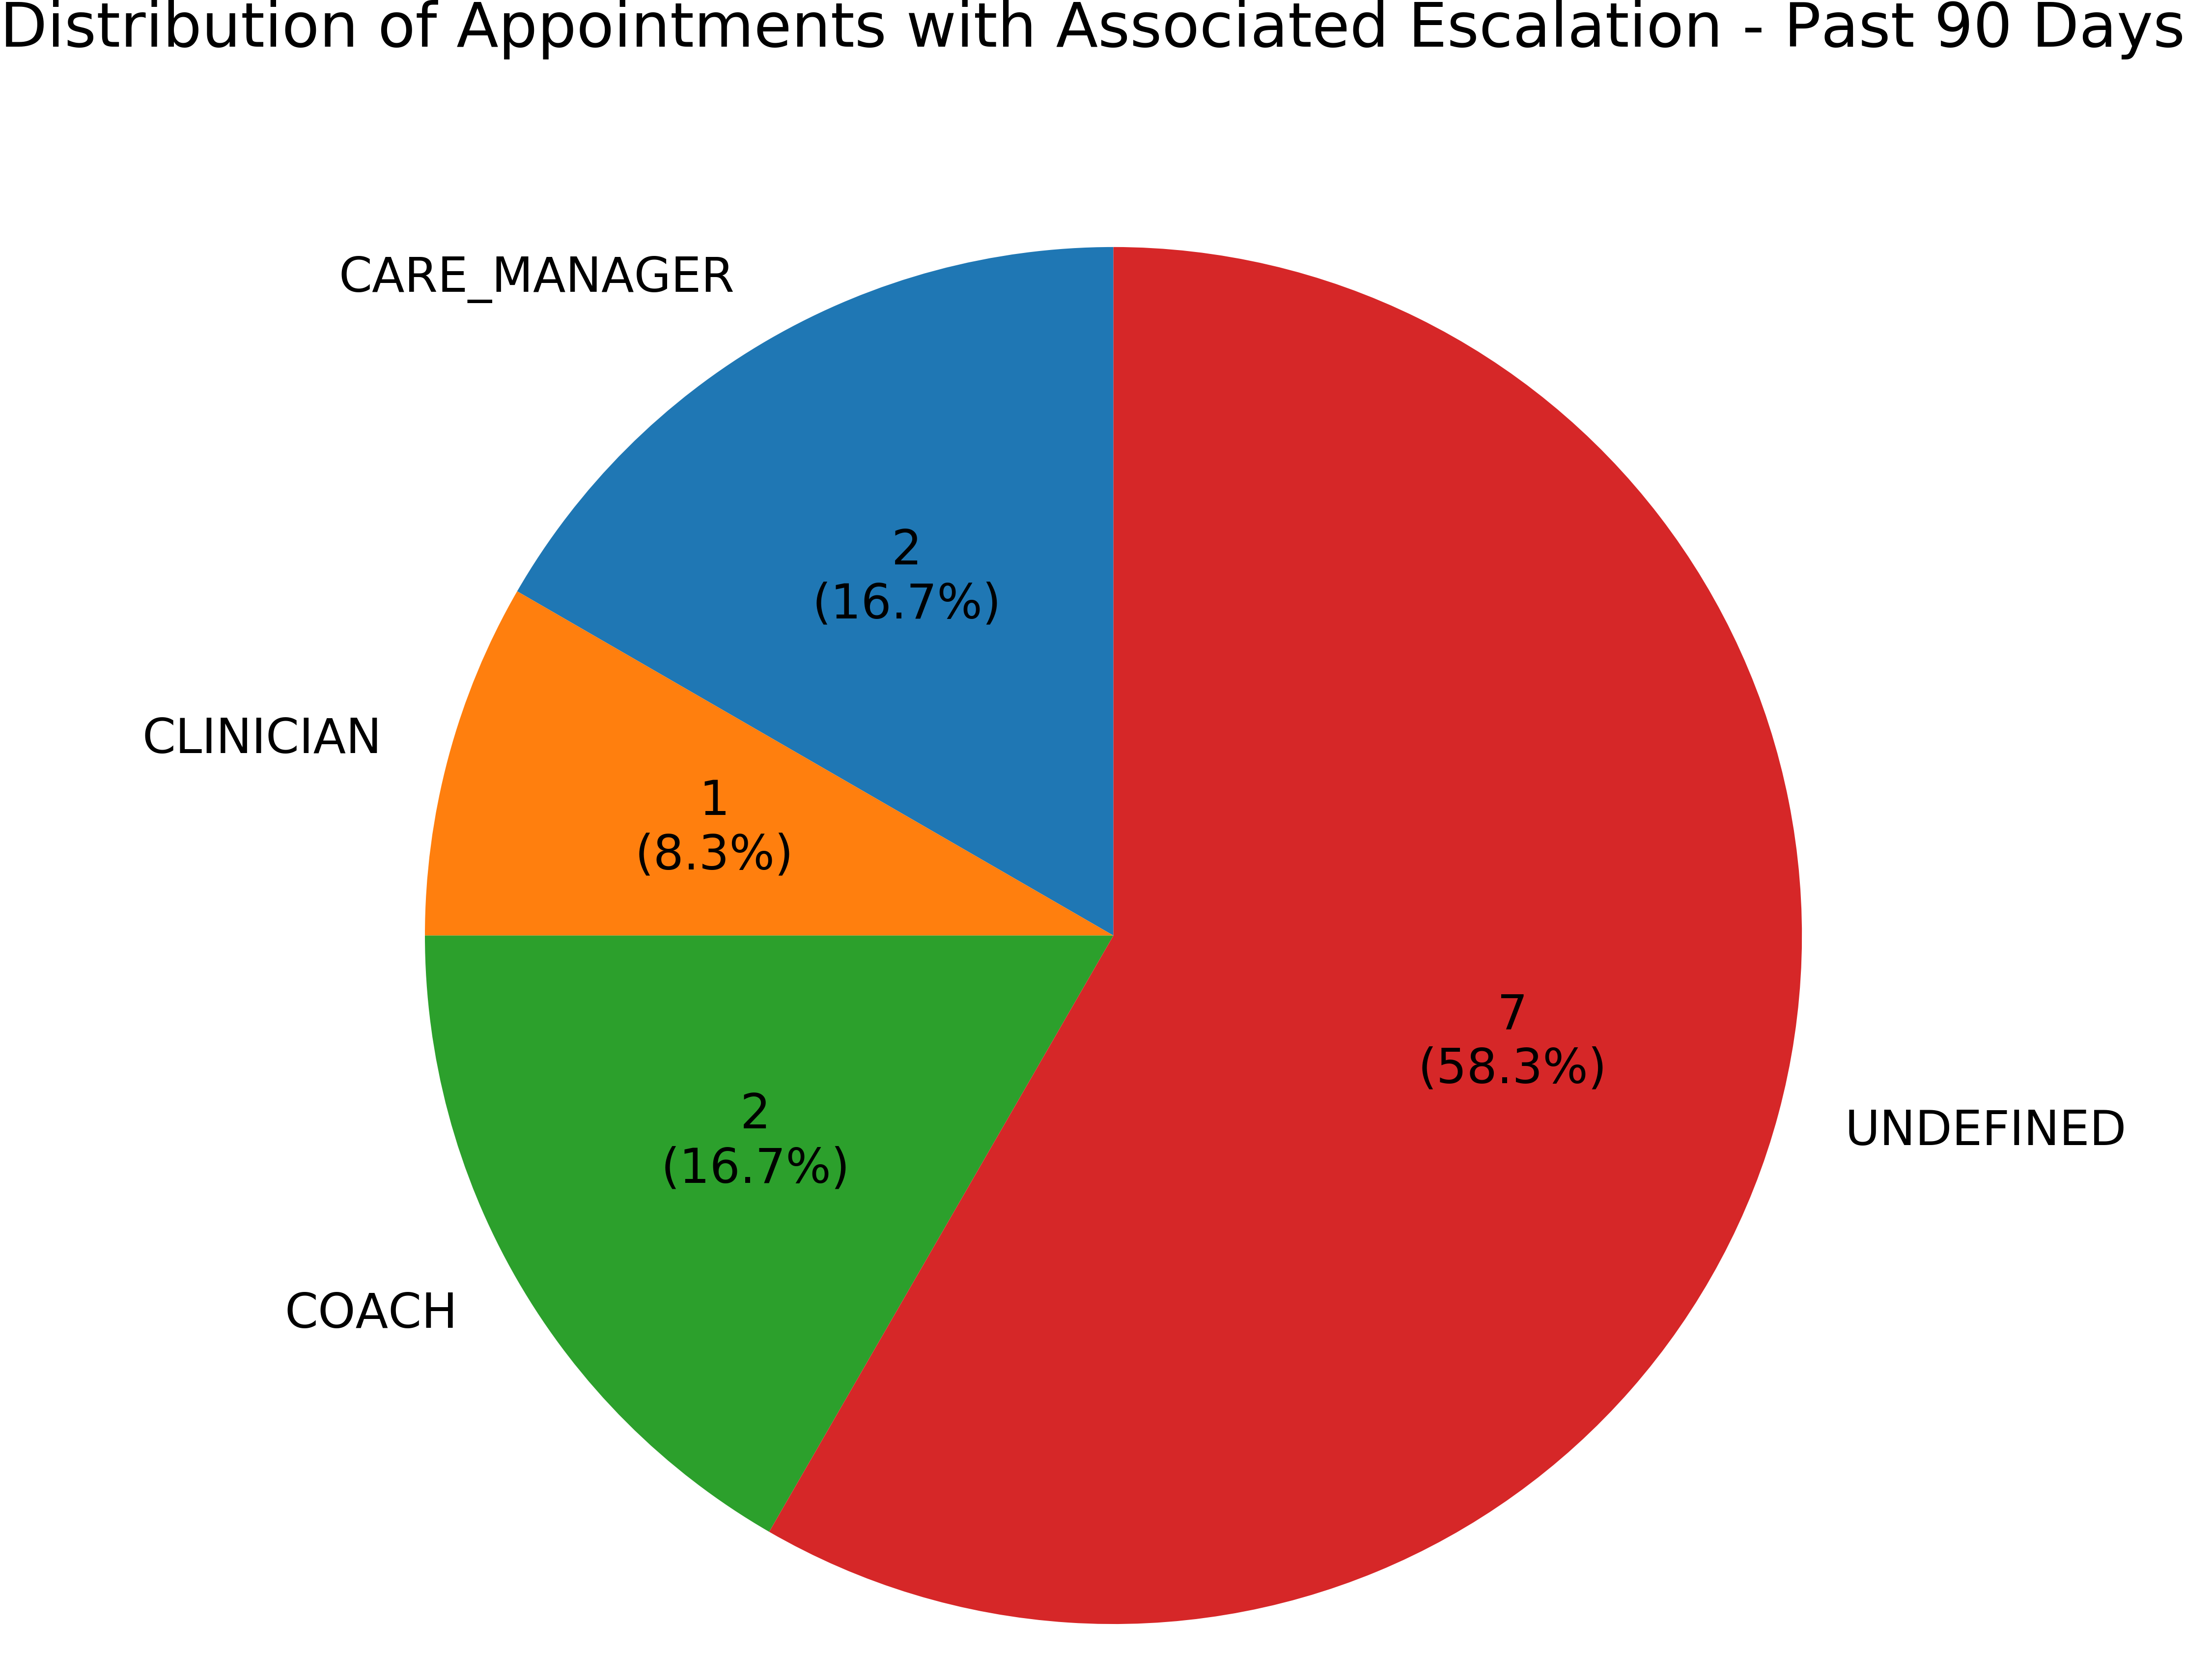 Distribution of Appointments with Associated Escalation - Past 90 Days
CARE_MANAGER
2
(16.7%)
CLINICIAN
1
(8.3%)
7
(58.3%)
UNDEFINED
2
(16.7%)
COACH